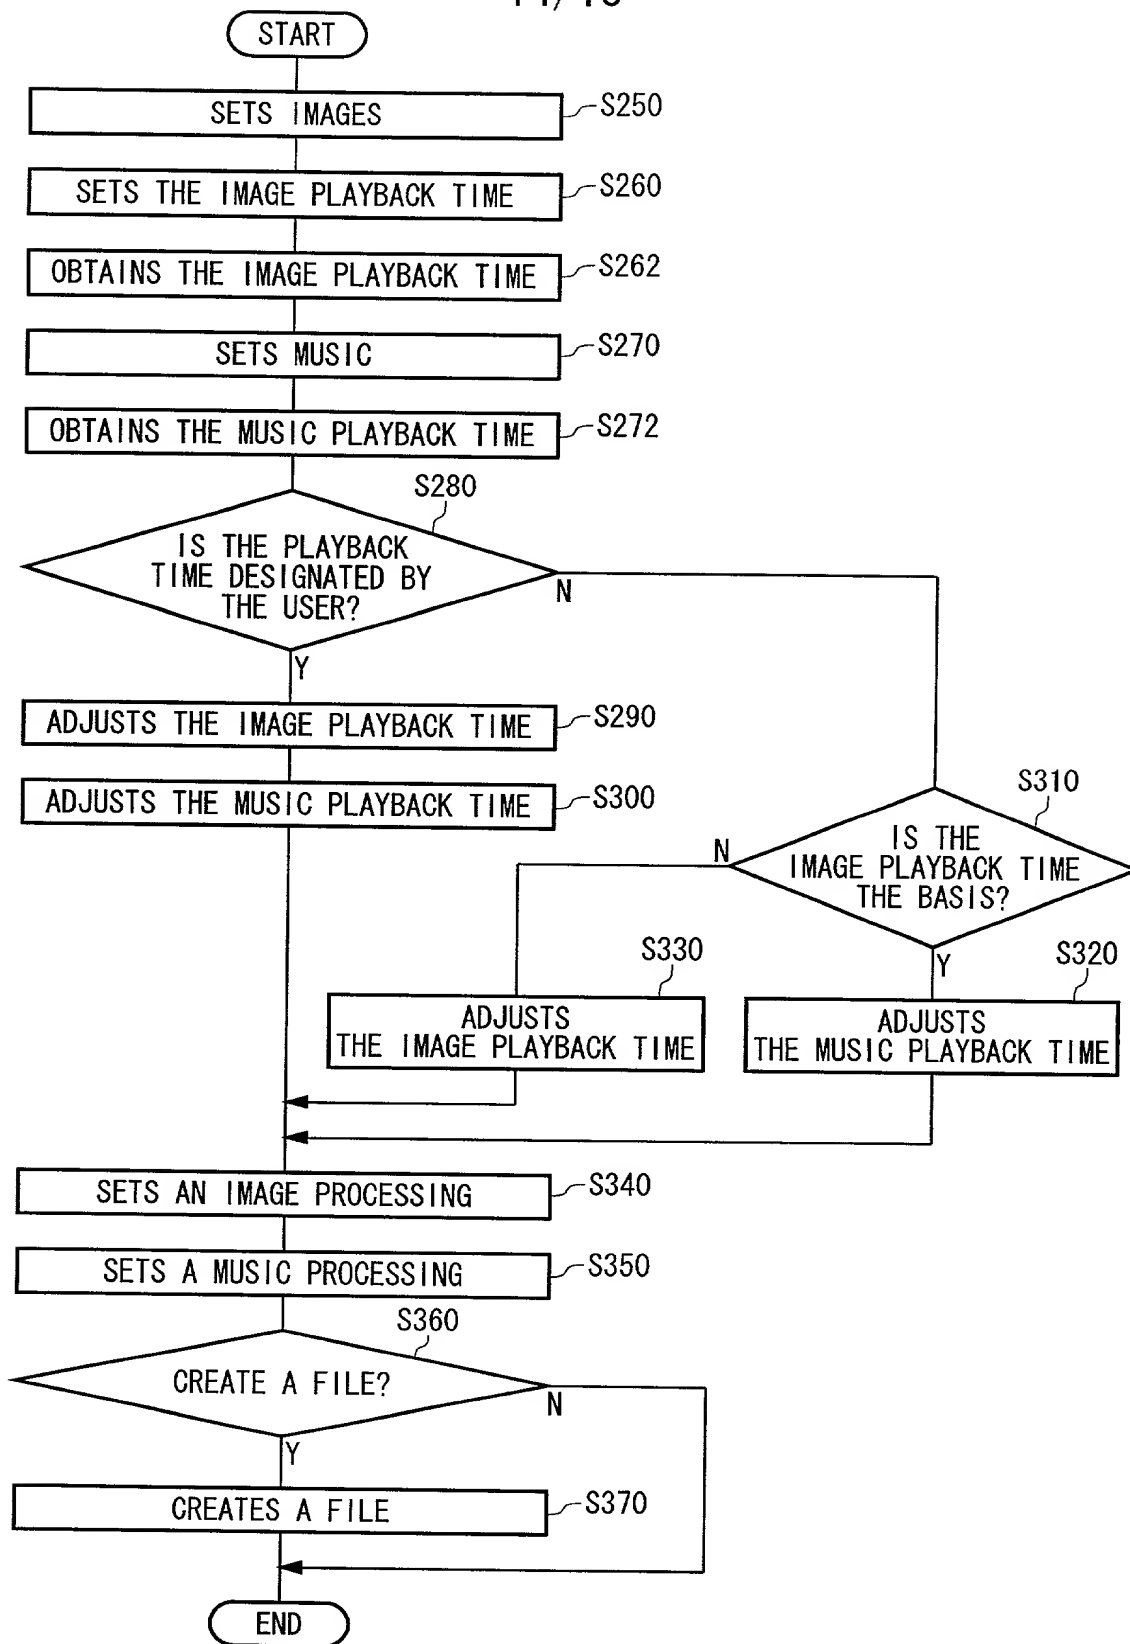 START
SETS IMAGES
S250
SETS THE IMAGE PLAYBACK TIME
S260
OBTAINS THE IMAGE PLAYBACK TIME
S262
SETS MUSIC
S270
OBTAINS THE MUSIC PLAYBACK TIME
S272
S280
IS THE PLAYBACK
TIME DESIGNATED BY
THE USER?
N
Y
ADJUSTS THE IMAGE PLAYBACK TIME
S290
ADJUSTS THE MUSIC PLAYBACK TIME
S300
S310
IS THE
IMAGE PLAYBACK TIME
THE BASIS?
N
Y
S330
ADJUSTS
THE IMAGE PLAYBACK TIME
S320
ADJUSTS
THE MUSIC PLAYBACK TIME
SETS AN IMAGE PROCESSING
S340
SETS A MUSIC PROCESSING
S350
S360
CREATE A FILE?
N
Y
CREATES A FILE
S370
END